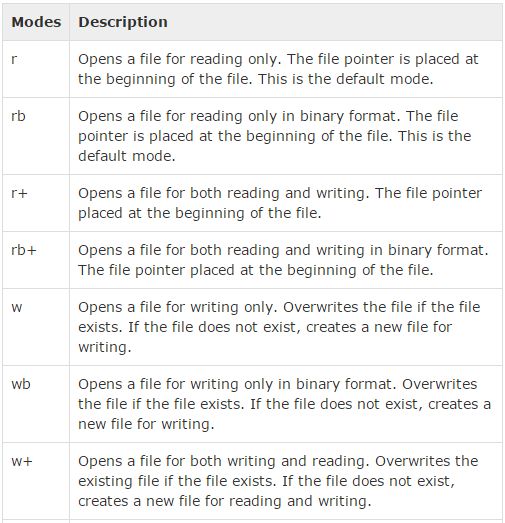 Modes Description
r Opens a file for reading only. The file pointer is placed at
the beginning of the file. This is the default mode.
rb Opens a file for reading only in binary format. The file
pointer is placed at the beginning of the file. This is the
default mode.
r+ Opens a file for both reading and writing. The file pointer
placed at the beginning of the file.
rb+ Opens a file for both reading and writing in binary format.
The file pointer placed at the beginning of the file.
w Opens a file for writing only. Overwrites the file if the file
exists. If the file does not exist, creates a new file for
writing.
wb Opens a file for writing only in binary format. Overwrites
the file if the file exists. If the file does not exist, creates a
new file for writing.
w+ Opens a file for both writing and reading. Overwrites the
existing file if the file exists. If the file does not exist,
creates a new file for reading and writing.